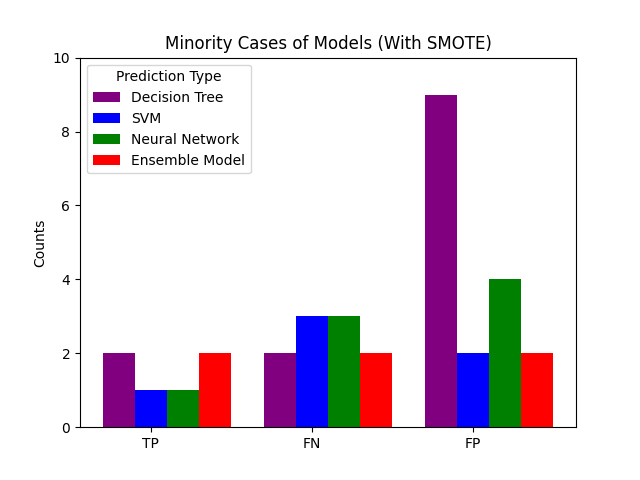 Minority Cases of Models (With SMOTE)
10
8
6
4
2
0
Counts
Prediction Type
Decision Tree
SVM
Neural Network
Ensemble Model
TP
FN
FP